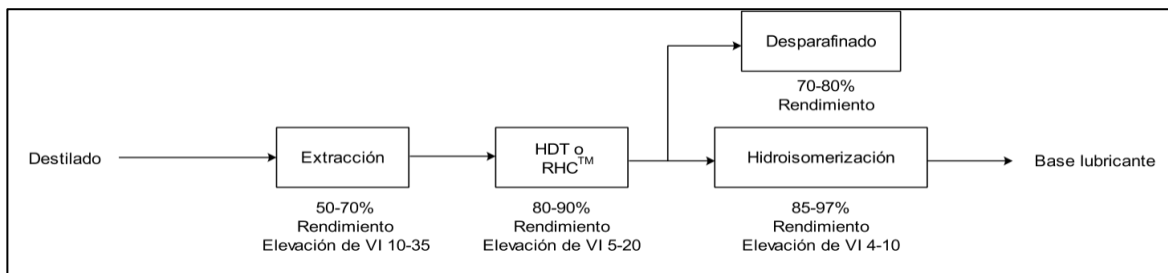 Desparafinado
70-80%
Rendimiento
Destilado
Extracción
HDT o
RHC™
Hidroisomerización
Base lubricante
50-70%
Rendimiento
Elevación de VI 10-35
80-90%
Rendimiento
Elevación de VI 5-20
85-97%
Rendimiento
Elevación de VI 4-10